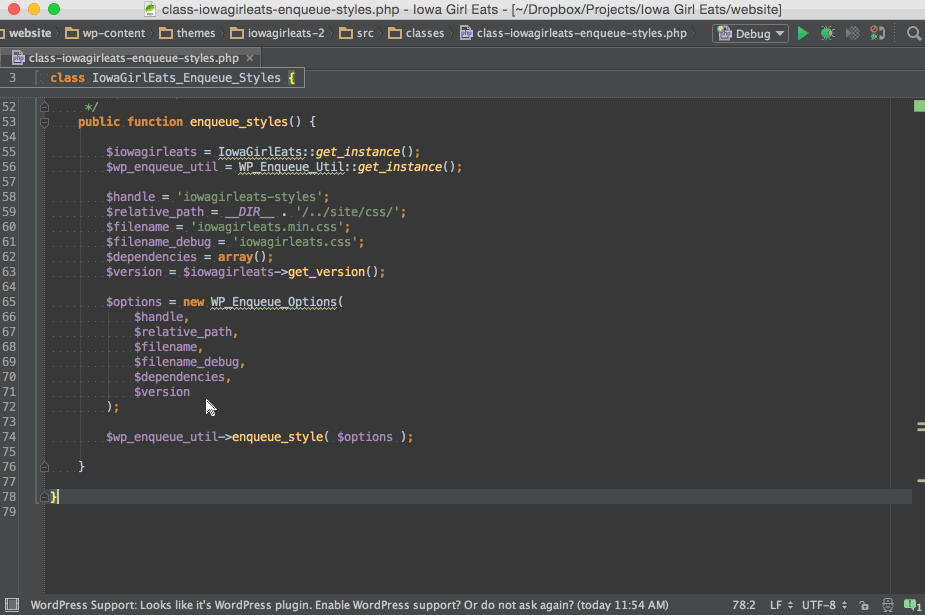 class-iowagirleats-enqueue-styles.php - Iowa Girl Eats - [~/Dropbox/Projects/Iowa Girl Eats/website]
website wp-content themes iowagirleats-2 src classes class-iowagirleats-enqueue-styles.php Debug
class-iowagirleats-enqueue-styles.php ×
3 class IowaGirlEats_Enqueue_Styles {
52 */
53 public function enqueue_styles() {
54
55 $iowagirleats = IowaGirlEats::get_instance();
56 $wp_enqueue_util = WP_Enqueue_Util::get_instance();
57
58 $handle = 'iowagirleats-styles';
59 $relative_path = __DIR__ . '/../site/css/';
60 $filename = 'iowagirleats.min.css';
61 $filename_debug = 'iowagirleats.css';
62 $dependencies = array();
63 $version = $iowagirleats->get_version();
64
65 $options = new WP_Enqueue_Options(
66 $handle,
67 $relative_path,
68 $filename,
69 $filename_debug,
70 $dependencies,
71 $version
72 );
73
74 $wp_enqueue_util->enqueue_style( $options );
75
76 }
77
78 }
79
WordPress Support: Looks like it's WordPress plugin. Enable WordPress support? Or do not ask again? (today 11:54 AM) 78:2 LF UTF-8 1